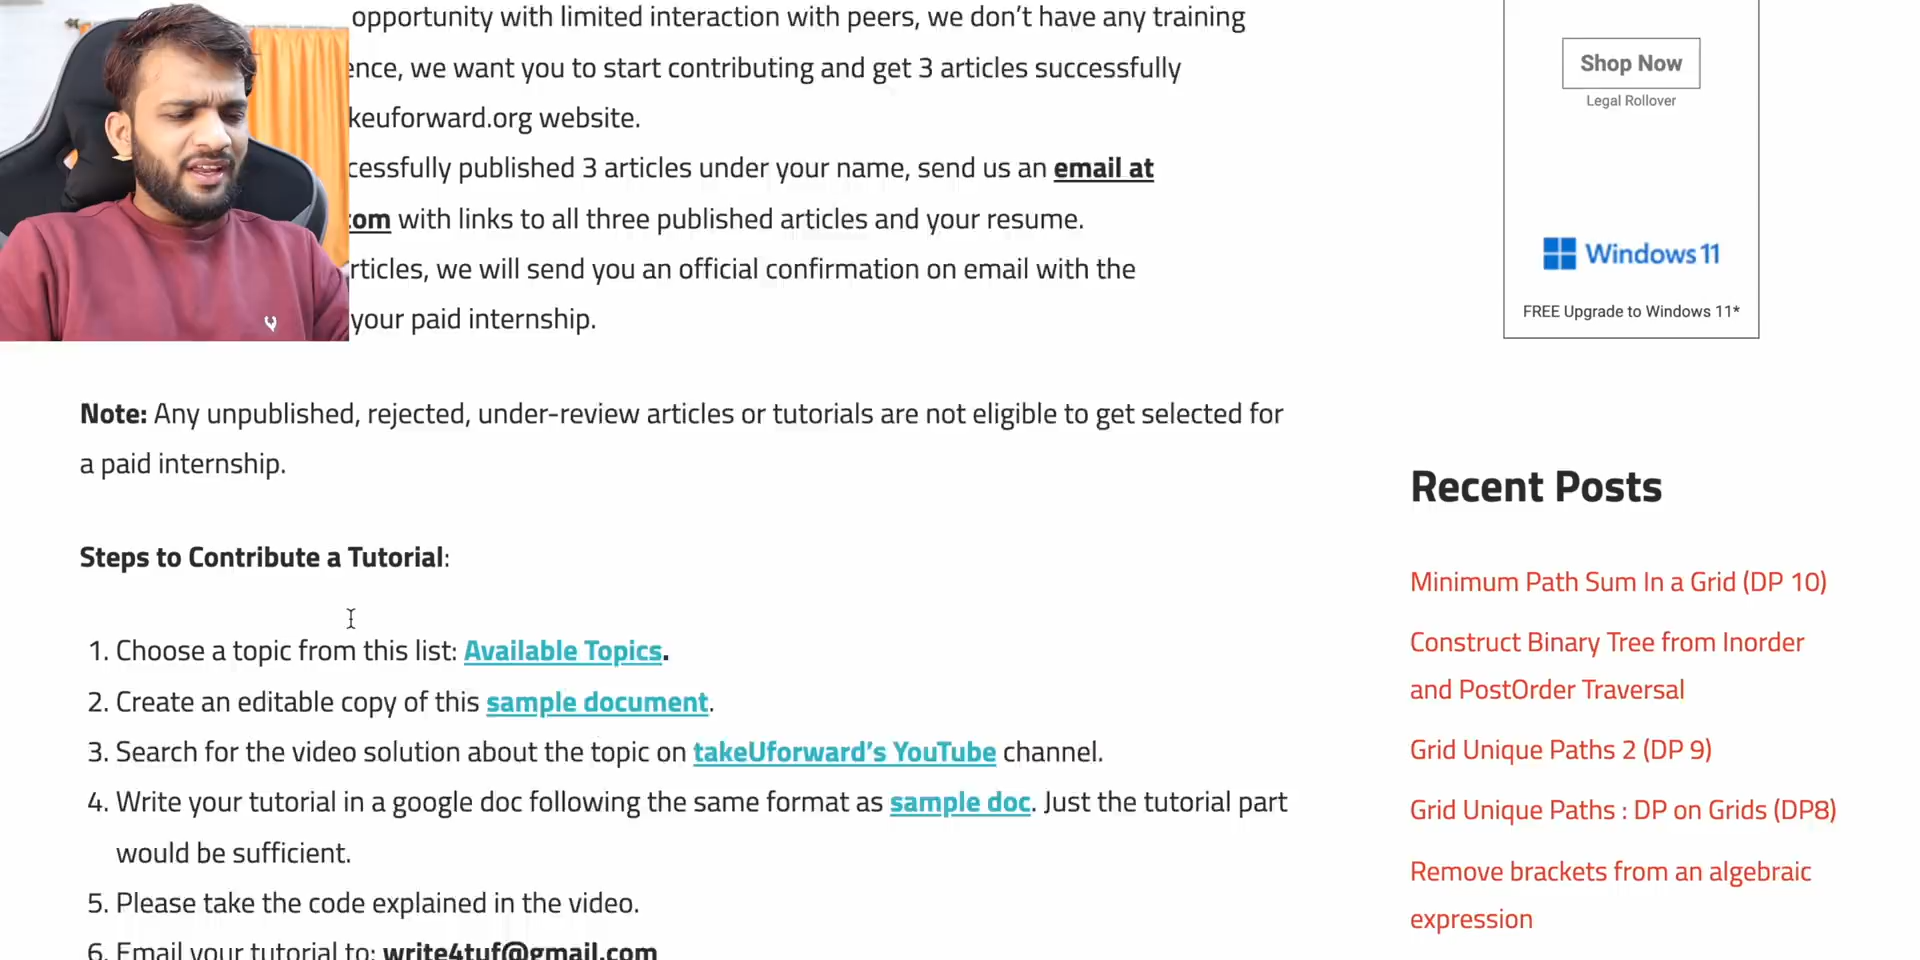 opportunity with limited interaction with peers, we don't have any training
ence, we want you to start contributing and get 3 articles successfully
keuforward.org website.
cessfully published 3 articles under your name, send us an email at
com with links to all three published articles and your resume.
rticles, we will send you an official confirmation on email with the
your paid internship.
Note: Any unpublished, rejected, under-review articles or tutorials are not eligible to get selected for
a paid internship.
Steps to Contribute a Tutorial:
1. Choose a topic from this list: Available Topics.
2. Create an editable copy of this sample document.
3. Search for the video solution about the topic on takeUforward's YouTube channel.
4. Write your tutorial in a google doc following the same format as sample doc. Just the tutorial part
would be sufficient.
5. Please take the code explained in the video.
6. Email your tutorial to: write4tuf@gmail.com
Shop Now
Legal Rollover
Windows 11
FREE Upgrade to Windows 11*
Recent Posts
Minimum Path Sum In a Grid (DP 10)
Construct Binary Tree from Inorder
and PostOrder Traversal
Grid Unique Paths 2 (DP 9)
Grid Unique Paths : DP on Grids (DP8)
Remove brackets from an algebraic
expression